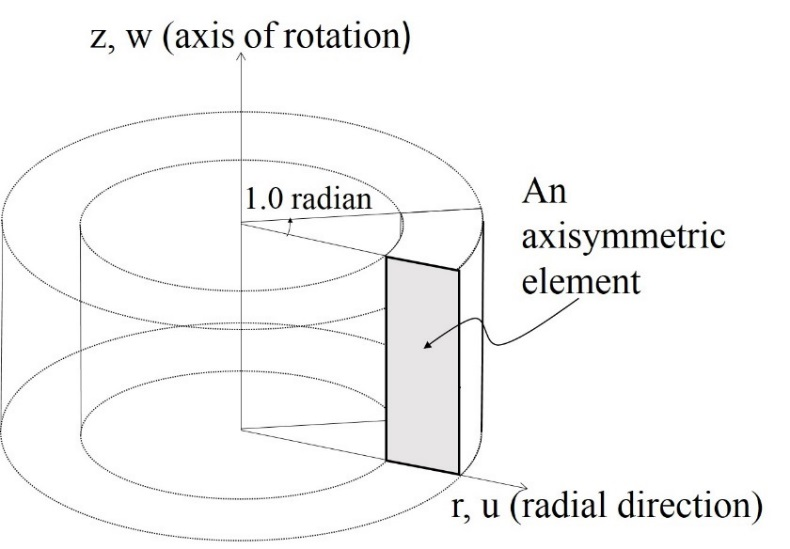 z, w (axis of rotation)
1.0 radian
An
axisymmetric
element
r, u (radial direction)